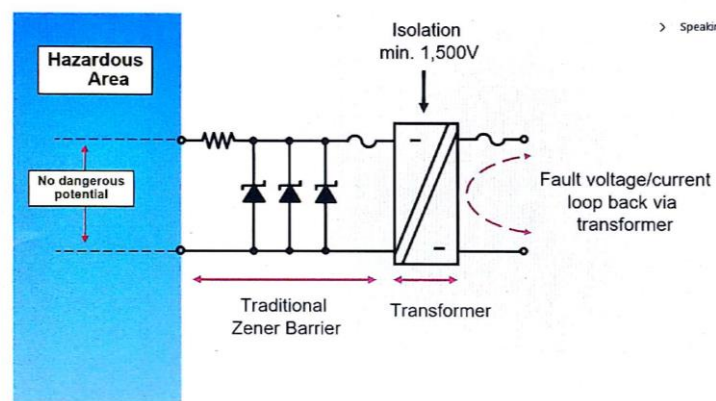 Isolation
min. 1,500V
Speakin
Hazardous
Area
No dangerous
potential
Fault voltage/current
loop back via
transformer
Traditional
Zener Barrier
Transformer